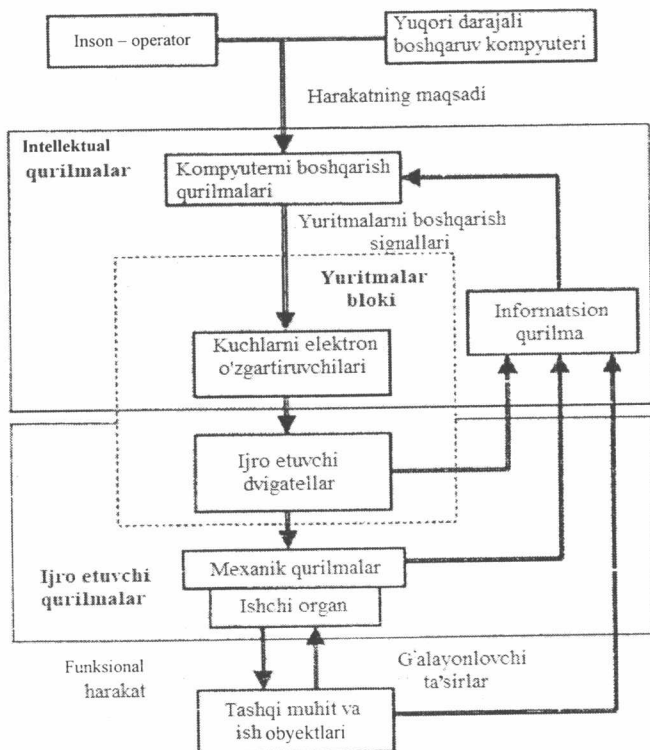 Inson – operator
Yuqori darajali
boshqaruv kompyuteri
Harakatning maqsadi
Intellektual
qurilmalar
Kompyuterni boshqarish
qurilmalari
Yuritmalarni boshqarish
signallari
Yuritmalar
bloki
Informatsion
qurilma
Kuchlarni elektron
o'zgartiruvchilari
Ijro etuvchi
dvigatellar
Ijro etuvchi
qurilmalar
Mexanik qurilmalar
Ishchi organ
Funksional
harakat
G'alayonlovchi
ta'sirlar
Tashqi muhit va
ish obyektlari